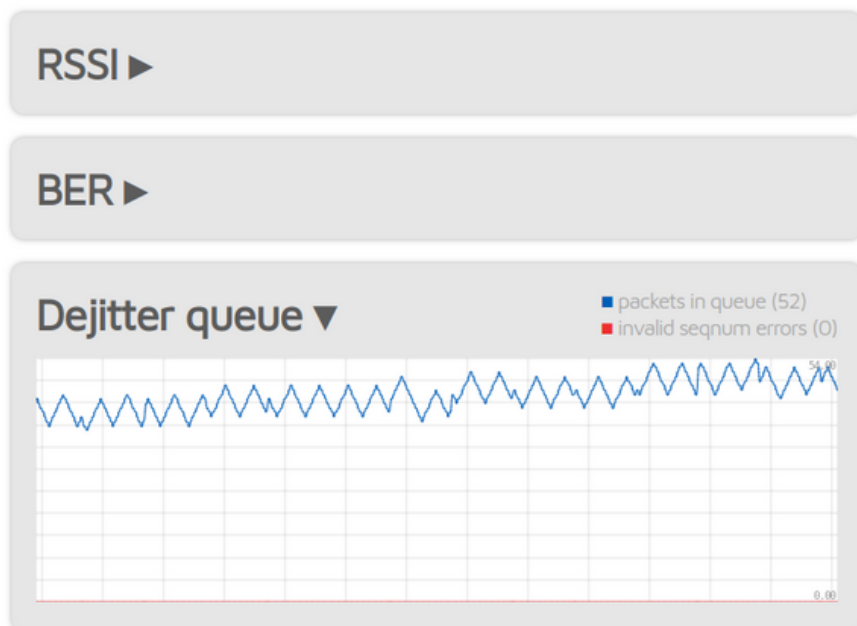 RSSI ►
BER ►
Dejitter queue ▼
packets in queue (52)
invalid seqnum errors (0)
54.00
0.00